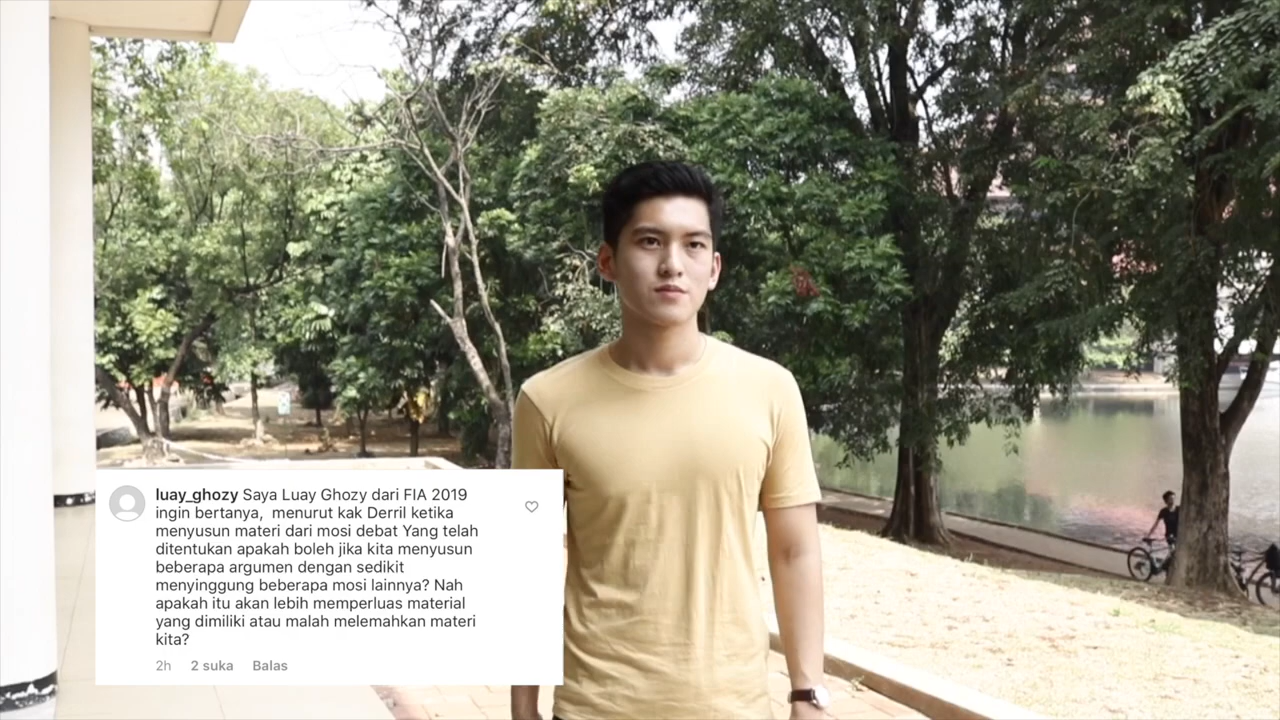 luay_ghozy Saya Luay Ghozy dari FIA 2019
ingin bertanya,  menurut kak Derril ketika
menyusun materi dari mosi debat Yang telah
ditentukan apakah boleh jika kita menyusun
beberapa argumen dengan sedikit
menyinggung beberapa mosi lainnya? Nah
apakah itu akan lebih memperluas material
yang dimiliki atau malah melemahkan materi
kita?
2h 2 suka Balas